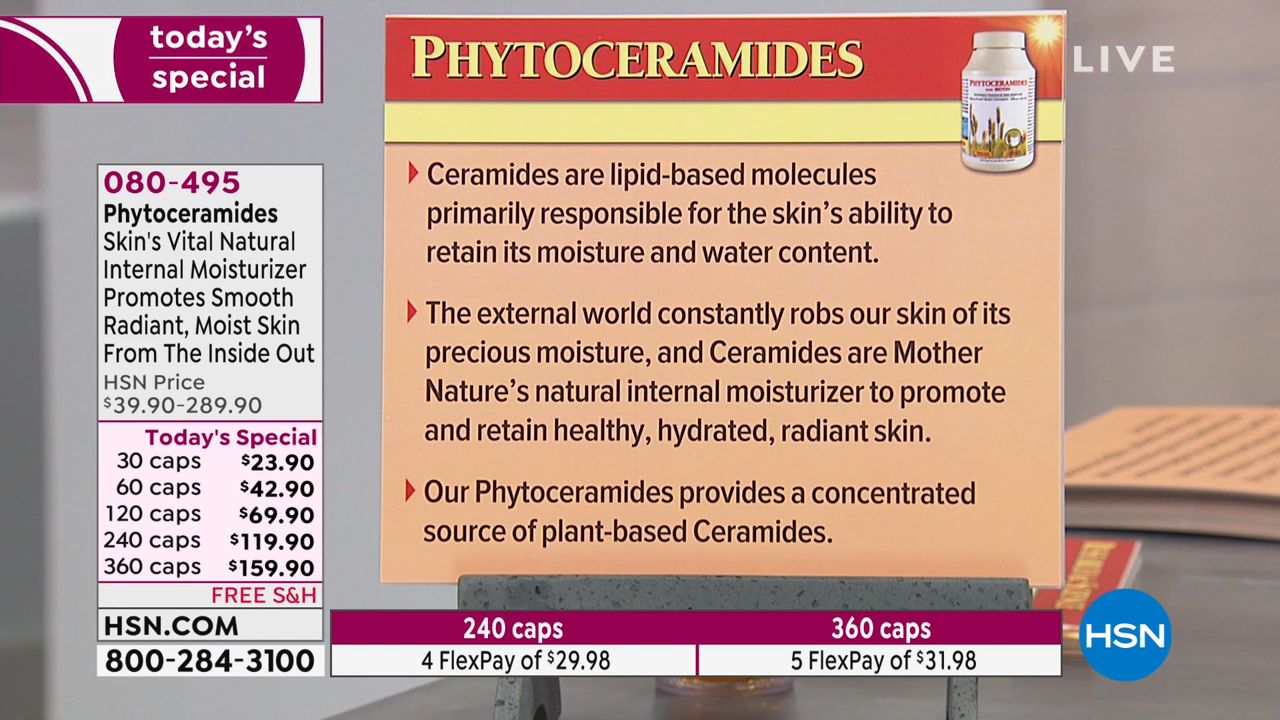 today's
special
080-495
Phytoceramides
Skin's Vital Natural
Internal Moisturizer
Promotes Smooth
Radiant, Moist Skin
From The Inside Out
HSN Price
$39.90-289.90
Today's Special
30 caps $23.90
60 caps $42.90
120 caps $69.90
240 caps $119.90
360 caps $159.90
FREE S&H
HSN.COM
800-284-3100
PHYTOCERAMIDES
PHYTOCERAMIDES
WITH BIOTIN
Ceramides are lipid-based molecules
primarily responsible for the skin's ability to
retain its moisture and water content.
The external world constantly robs our skin of its
precious moisture, and Ceramides are Mother
Nature's natural internal moisturizer to promote
and retain healthy, hydrated, radiant skin.
Our Phytoceramides provides a concentrated
source of plant-based Ceramides.
LIVE
240 caps 360 caps
4 FlexPay of $29.98 5 FlexPay of $31.98
HSN